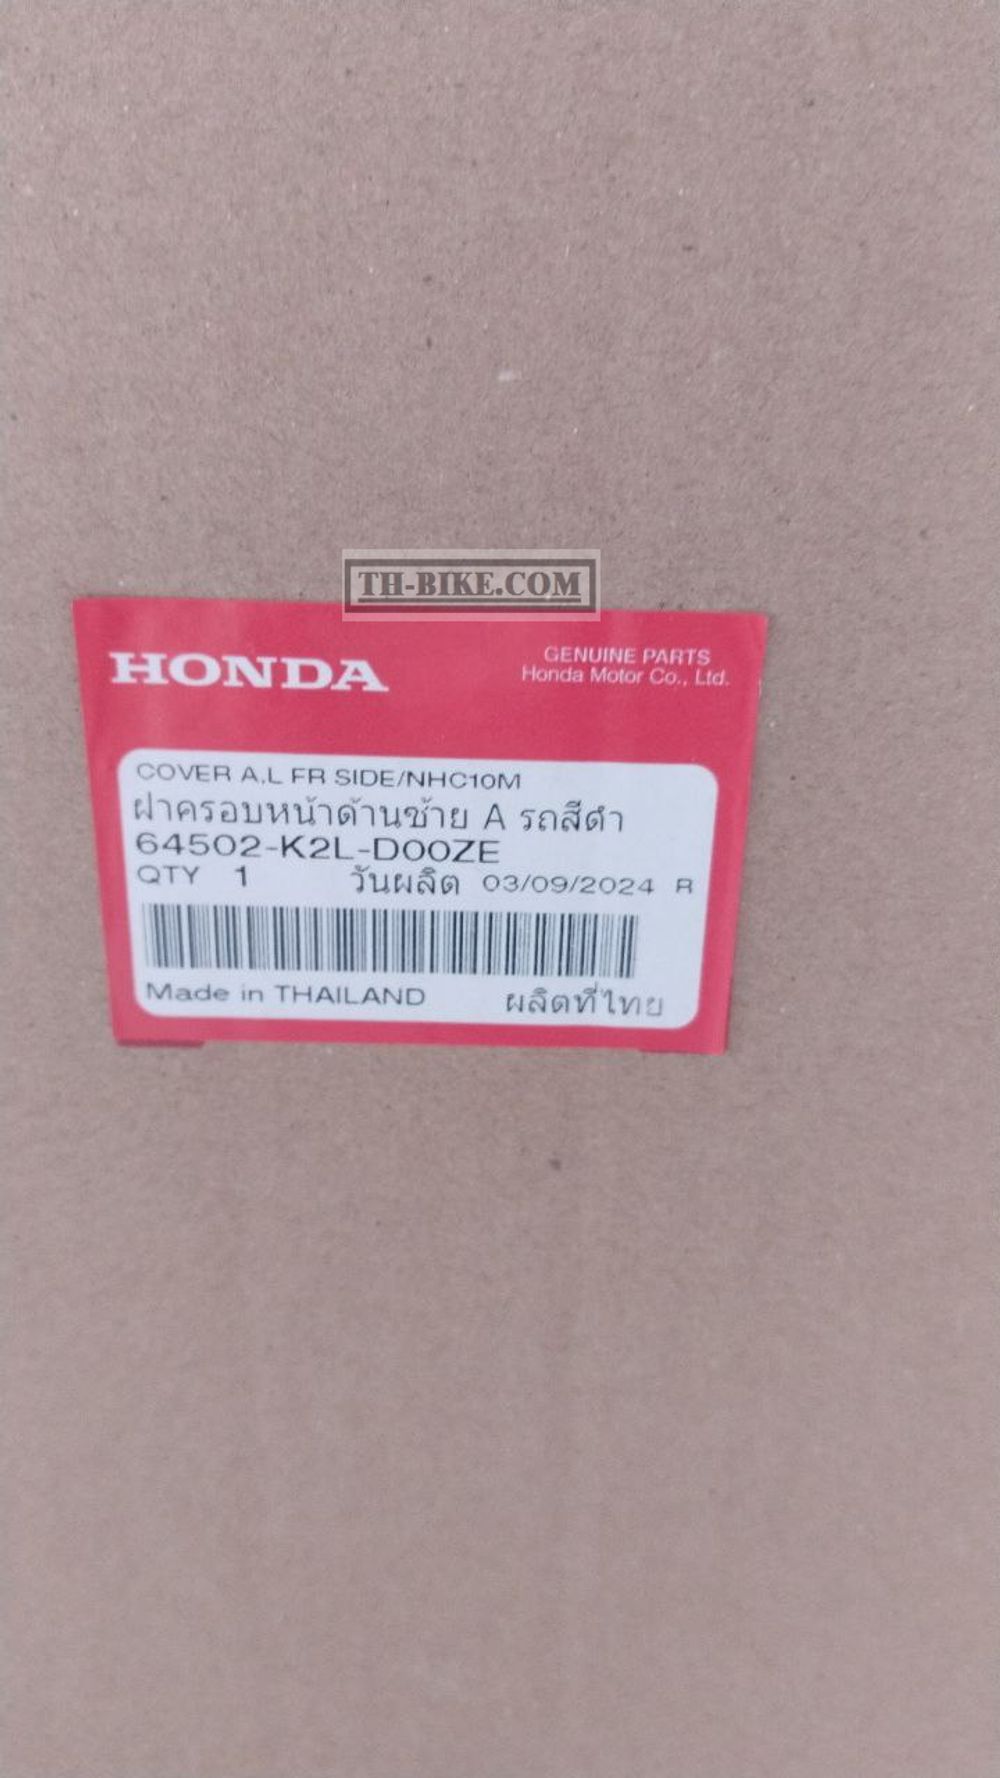 TH-BIKE.COM
HONDA
GENUINE PARTS
Honda Motor Co., Ltd.
COVER A,L FR SIDE/NHC10M
ฝาครอบหน้าด้านซ้าย A รถสีดำ
64502-K2L-D00ZE
QTY 1 วันผลิต 03/09/2024 R
Made in THAILAND ผลิตที่ไทย